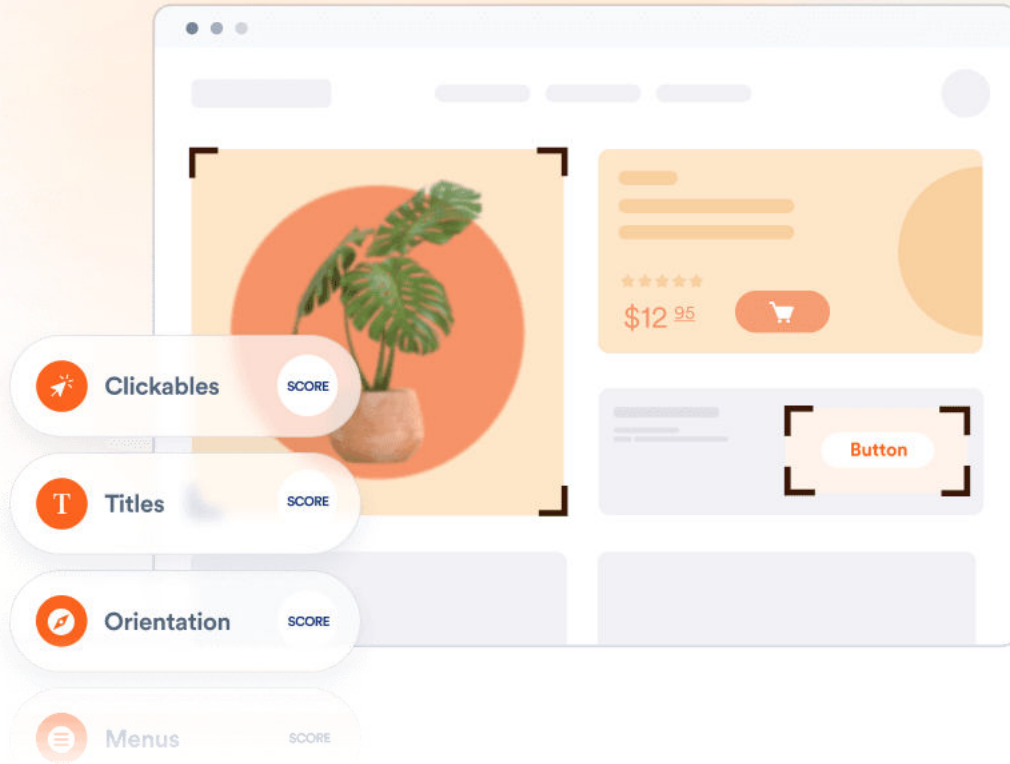 $12 95
Clickables SCORE
Button
Titles SCORE
Orientation SCORE
Menus SCORE